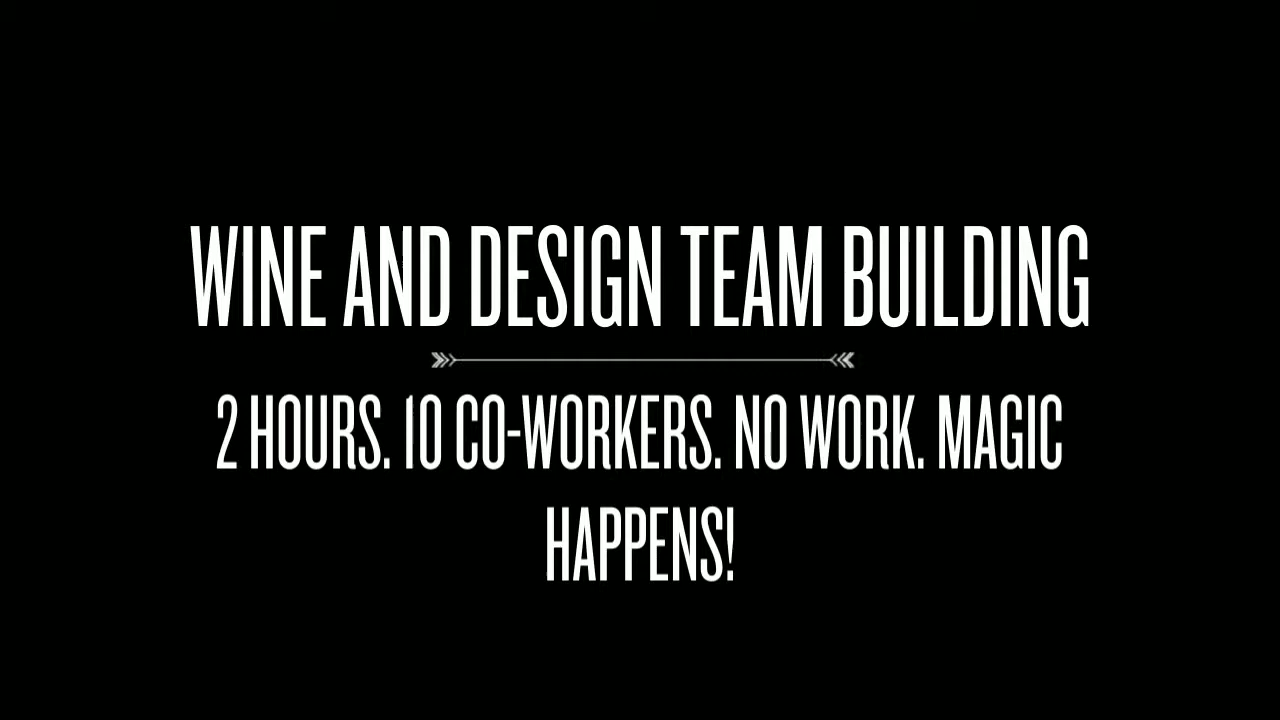 WINE AND DESIGN TEAM BUILDING
2 HOURS. 10 CO-WORKERS. NO WORK. MAGIC
HAPPENS!